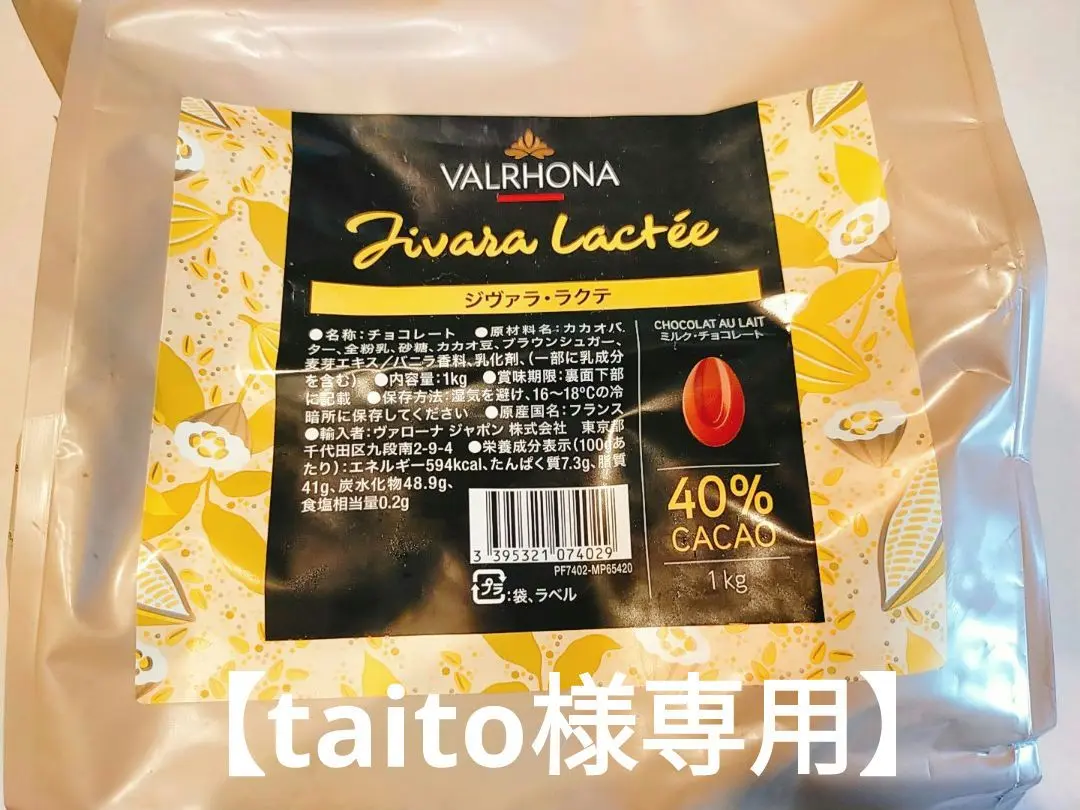 VALRHONA
Jivara Lactée
ジヴァラ・ラクテ
●名称：チョコレート　●原材料名：カカオバ
ター、全粉乳、砂糖、カカオ豆、ブラウンシュガー、
麦芽エキス／バニラ香料、乳化剤、（一部に乳成分
を含む）　●内容量：1kg　●賞味期限：裏面下部
に記載　●保存方法：湿気を避け、16〜18℃の冷
暗所に保存してください　●原産国名：フランス
●輸入者：ヴァローナ ジャポン 株式会社　東京都
千代田区九段南2-9-4　●栄養成分表示（100gあ
たり）：エネルギー594kcal、たんぱく質7.3g、脂質
41g、炭水化物48.9g、
食塩相当量0.2g
3 395321 074029
PF7402-MP65420
プラ：袋、ラベル
CHOCOLAT AU LAIT
ミルク・チョコレート
40%
CACAO
1kg
【taito様専用】